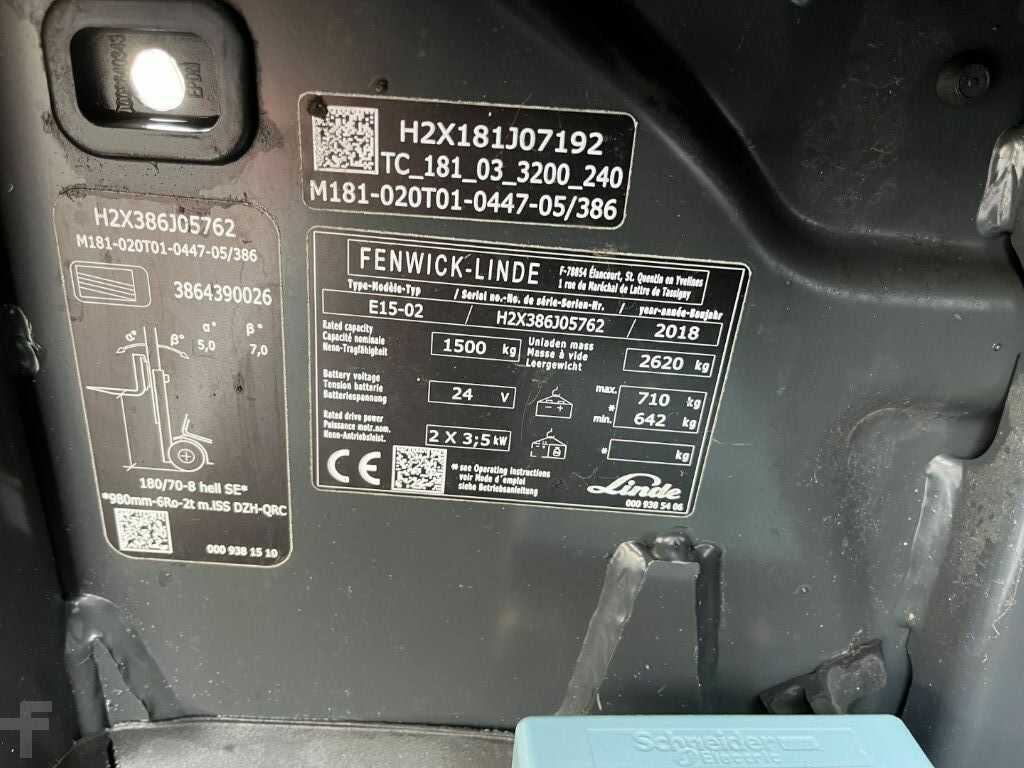 H2X181J07192
TC_181_03_3200_240
M181-020T01-0447-05/386
H2X386J05762
M181-020T01-0447-05/386
3864390026
α° β°
5,0 7,0
α° β°
180/70-8 hell SE*
*980mm-6Ro-2t m.ISS DZH-QRC
000 938 15 10
FENWICK-LINDE
F-78854 Élancourt, St. Quentin en Yvelines
1 rue du Maréchal de Lattre de Tassigny
Type-Modèle-Typ / Serial no.-No. de série-Serien-Nr. / year-année-Baujahr
E15-02 / H2X386J05762 / 2018
Rated capacity
Capacité nominale
Nenn-Tragfähigkeit
1500 kg
Unladen mass
Masse à vide
Leergewicht
2620 kg
Battery voltage
Tension batterie
Batteriespannung
24 V
max. 710 kg
* min. 642 kg
Rated drive power
Puissance motr.nom.
Nenn-Antriebsleist.
2 X 3,5 kW
* kg
CE
* see Operating instructions
voir Mode d'emploi
siehe Betriebsanleitung
Linde
000 938 54 06
Schneider
Electric
F